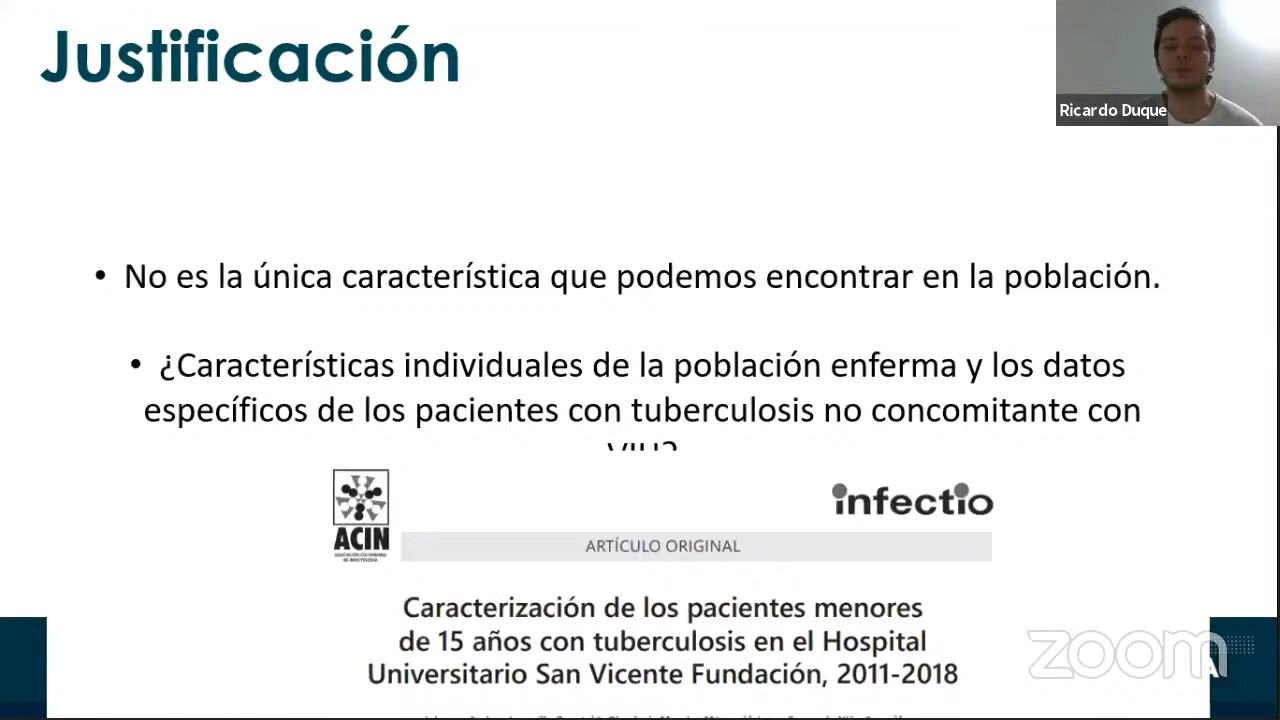 Justificación
Ricardo Duque
• No es la única característica que podemos encontrar en la población.
• ¿Características individuales de la población enferma y los datos
específicos de los pacientes con tuberculosis no concomitante con
VIH?
ACIN
infectio
ARTÍCULO ORIGINAL
Caracterización de los pacientes menores
de 15 años con tuberculosis en el Hospital
Universitario San Vicente Fundación, 2011-2018
zoom
A